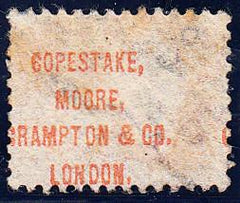 COPESTAKE,
MOORE,
CRAMPTON & CO.
LONDON.